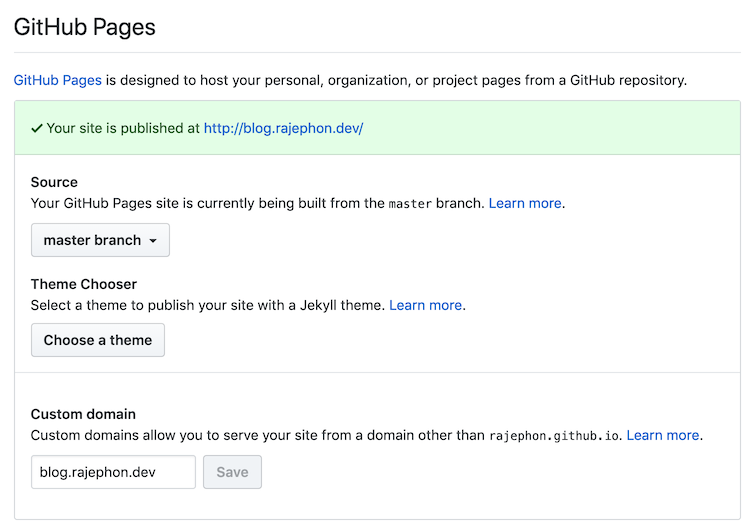 GitHub Pages
GitHub Pages is designed to host your personal, organization, or project pages from a GitHub repository.
Your site is published at http://blog.rajephon.dev/
Source
Your GitHub Pages site is currently being built from the master branch. Learn more.
master branch
Theme Chooser
Select a theme to publish your site with a Jekyll theme. Learn more.
Choose a theme
Custom domain
Custom domains allow you to serve your site from a domain other than rajephon.github.io. Learn more.
blog.rajephon.dev Save